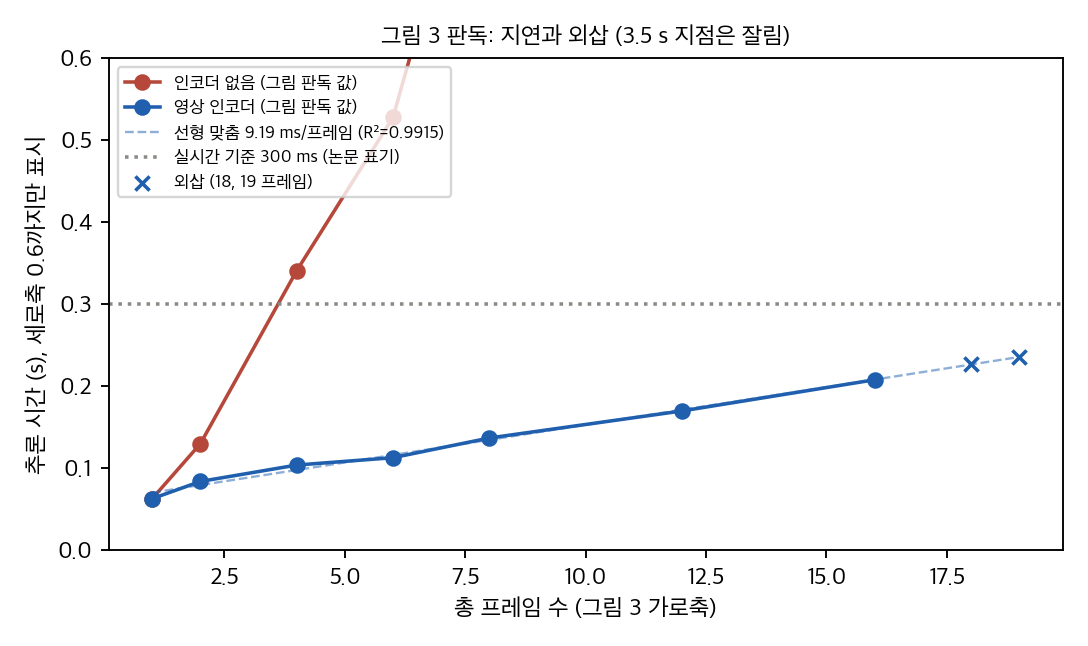 그림 3 판독: 지연과 외삽 (3.5 s 지점은 잘림)
추론 시간 (s), 세로축 0.6까지만 표시
0.6
0.5
0.4
0.3
0.2
0.1
0.0
인코더 없음 (그림 판독 값)
영상 인코더 (그림 판독 값)
선형 맞춤 9.19 ms/프레임 (R²=0.9915)
실시간 기준 300 ms (논문 표기)
외삽 (18, 19 프레임)
2.5 5.0 7.5 10.0 12.5 15.0 17.5
총 프레임 수 (그림 3 가로축)